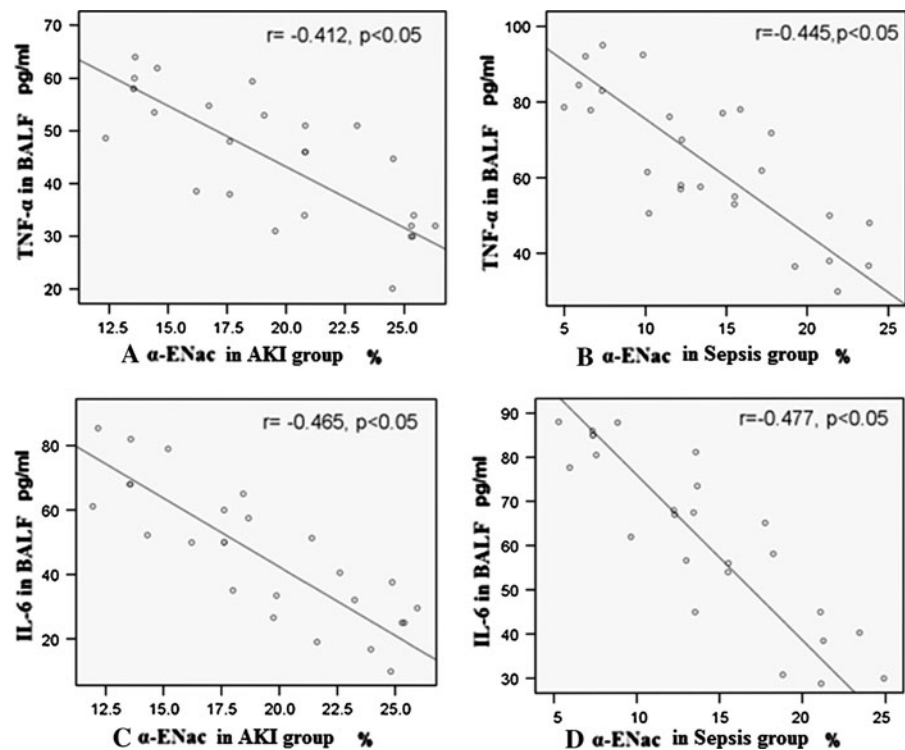 r= -0.412, p<0.05
TNF-α in BALF pg/ml
70
60
50
40
30
20
12.5 15.0 17.5 20.0 22.5 25.0
A α-ENac in AKI group %
r=-0.445,p<0.05
TNF-α in BALF pg/ml
100
80
60
40
5 10 15 20 25
B α-ENac in Sepsis group %
r= -0.465, p<0.05
IL-6 in BALF pg/ml
80
60
40
20
12.5 15.0 17.5 20.0 22.5 25.0
C α-ENac in AKI group %
r=-0.477, p<0.05
IL-6 in BALF pg/ml
90
80
70
60
50
40
30
5 10 15 20 25
D α-ENac in Sepsis group %